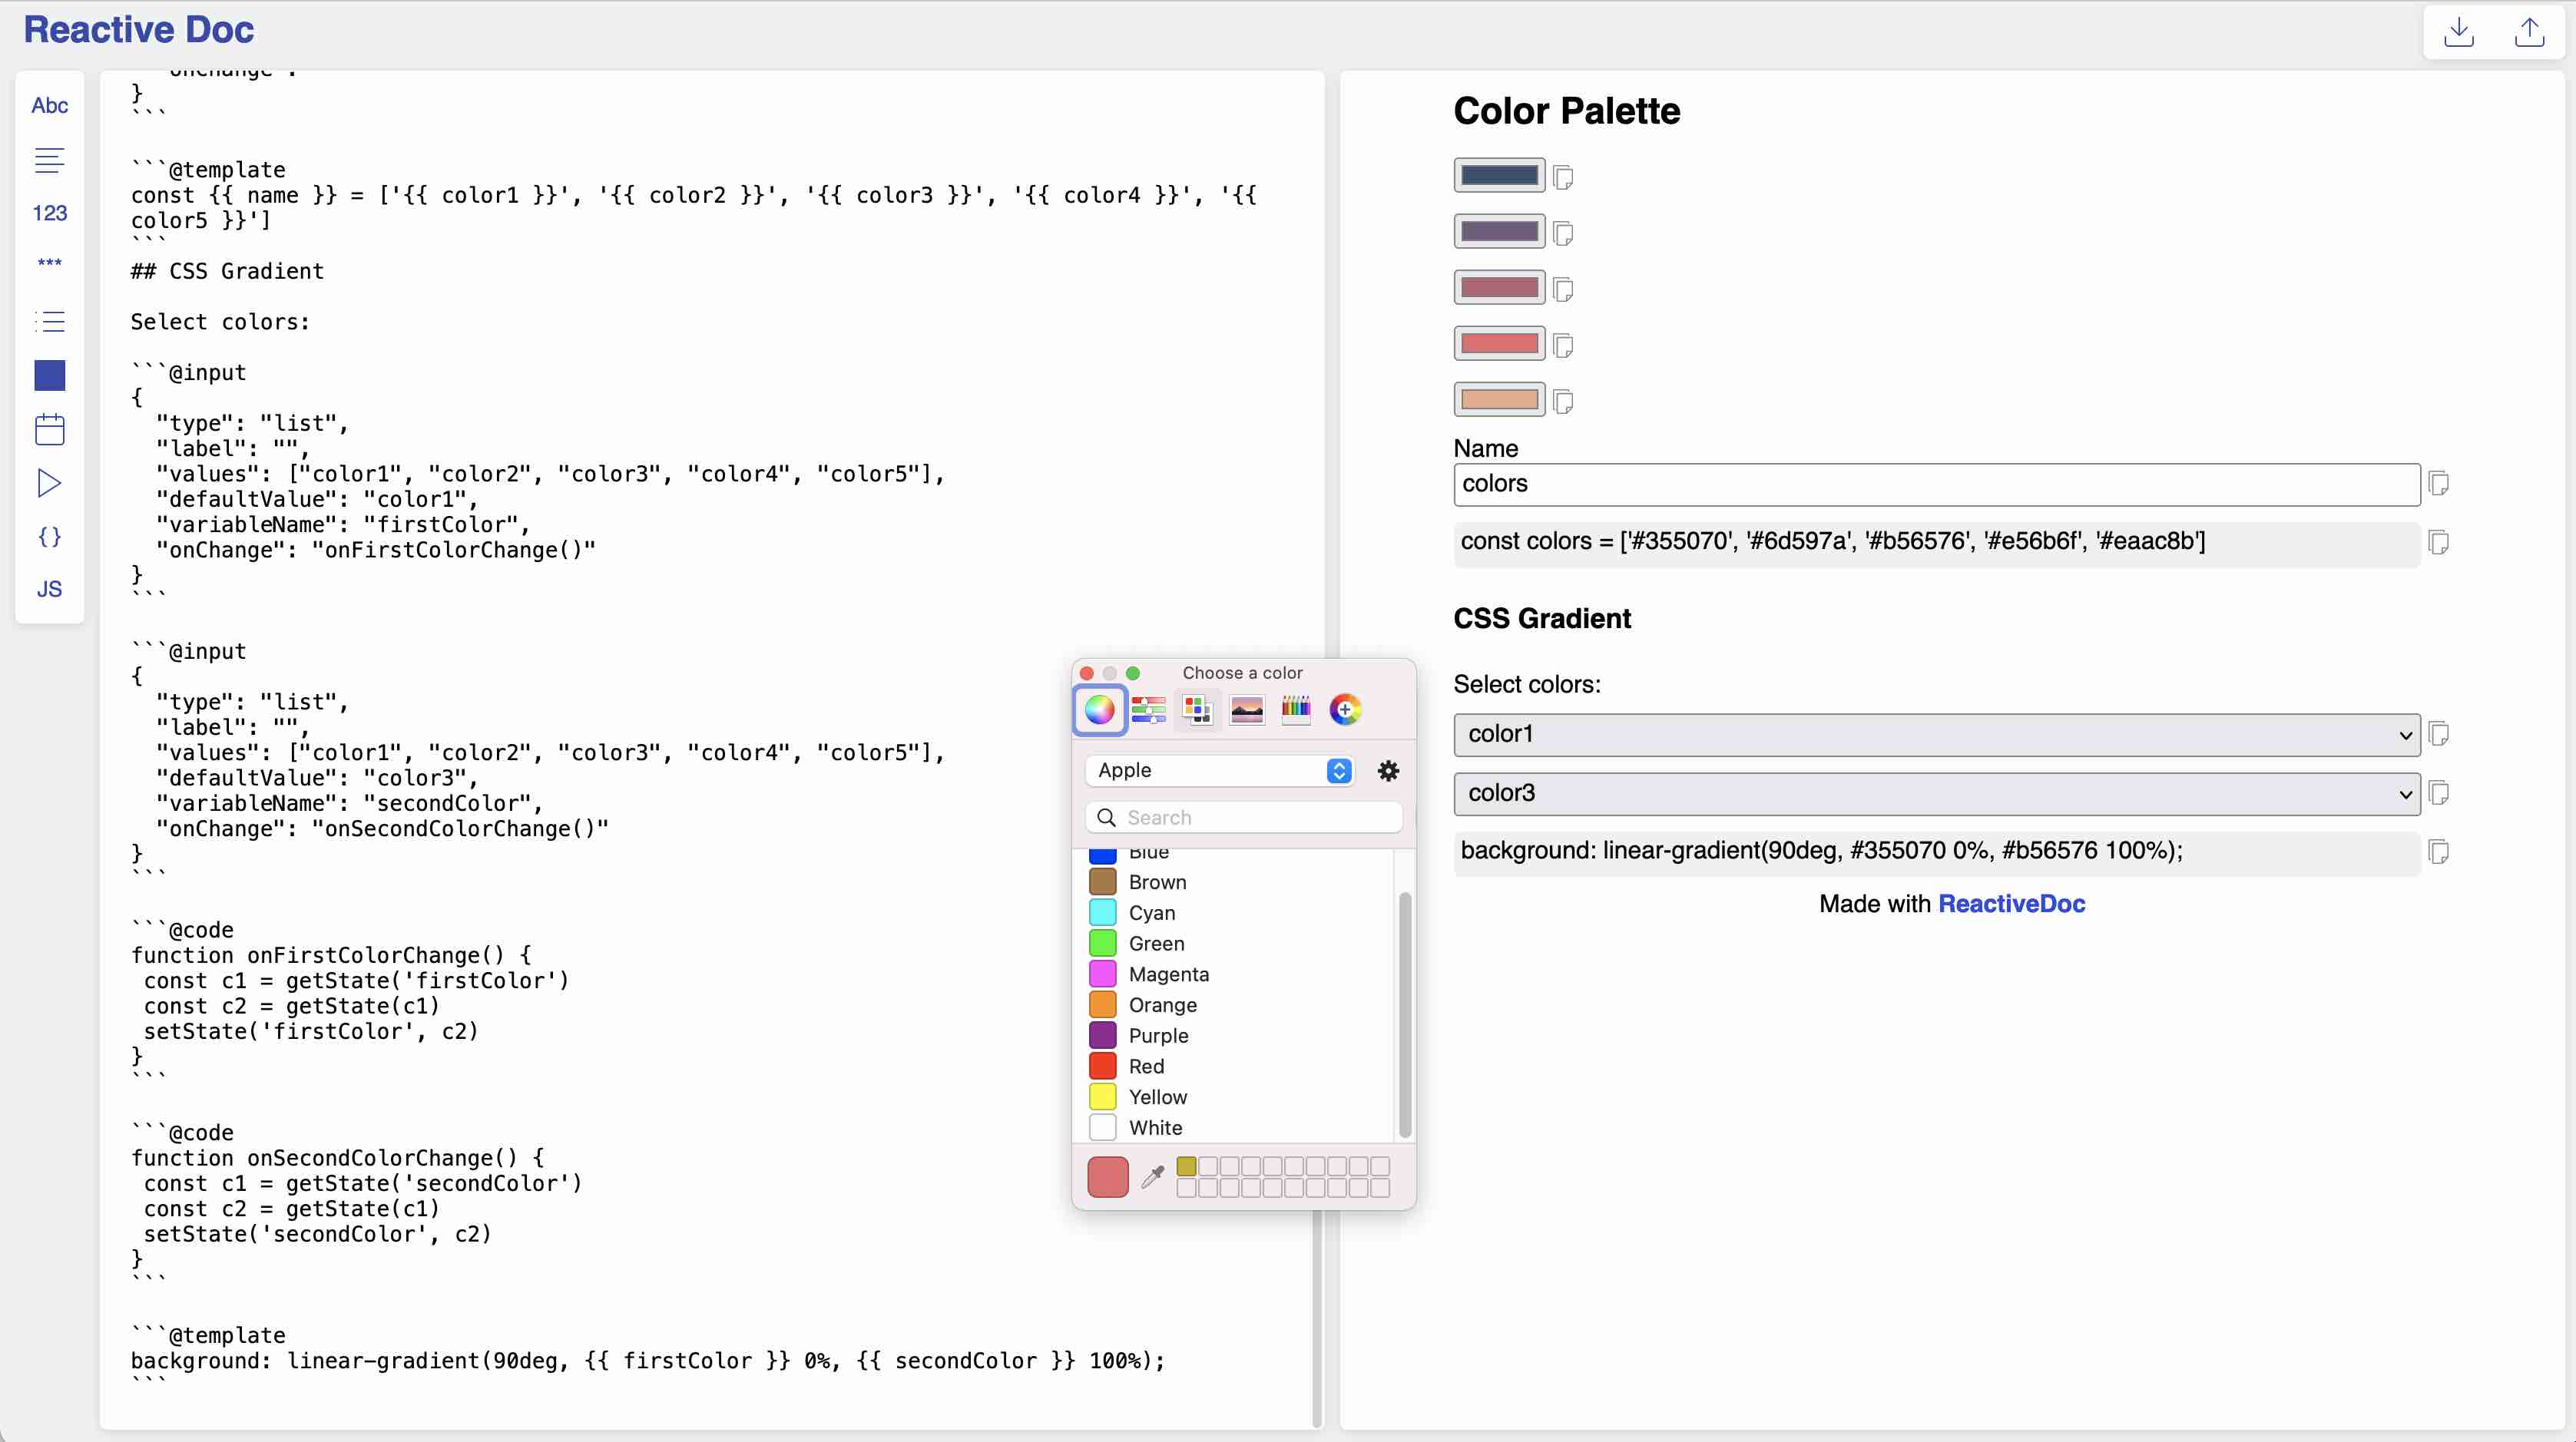 Reactive Doc
Abc
123
***
{}
JS
"onChange":
}
```
```@template
const {{ name }} = ['{{ color1 }}', '{{ color2 }}', '{{ color3 }}', '{{ color4 }}', '{{
color5 }}']
```
## CSS Gradient
Select colors:
```@input
{
  "type": "list",
  "label": "",
  "values": ["color1", "color2", "color3", "color4", "color5"],
  "defaultValue": "color1",
  "variableName": "firstColor",
  "onChange": "onFirstColorChange()"
}
```
```@input
{
  "type": "list",
  "label": "",
  "values": ["color1", "color2", "color3", "color4", "color5"],
  "defaultValue": "color3",
  "variableName": "secondColor",
  "onChange": "onSecondColorChange()"
}
```
```@code
function onFirstColorChange() {
 const c1 = getState('firstColor')
 const c2 = getState(c1)
 setState('firstColor', c2)
}
```
```@code
function onSecondColorChange() {
 const c1 = getState('secondColor')
 const c2 = getState(c1)
 setState('secondColor', c2)
}
```
```@template
background: linear-gradient(90deg, {{ firstColor }} 0%, {{ secondColor }} 100%);
```
Choose a color
Apple
Search
Blue
Brown
Cyan
Green
Magenta
Orange
Purple
Red
Yellow
White
Color Palette
Name
colors
const colors = ['#355070', '#6d597a', '#b56576', '#e56b6f', '#eaac8b']
CSS Gradient
Select colors:
color1
color3
background: linear-gradient(90deg, #355070 0%, #b56576 100%);
Made with ReactiveDoc